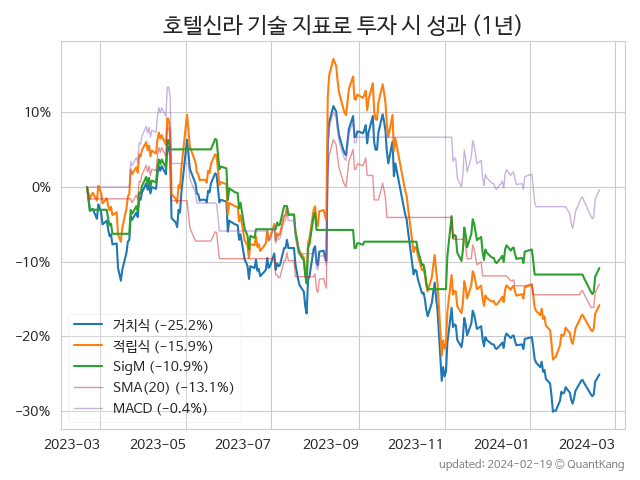 호텔신라 기술 지표로 투자 시 성과 (1년)
10%
0%
−10%
−20%
−30%
거치식 (−25.2%)
적립식 (−15.9%)
SigM (−10.9%)
SMA(20) (−13.1%)
MACD (−0.4%)
2023-03
2023-05
2023-07
2023-09
2023-11
2024-01
2024-03
updated: 2024-02-19 © QuantKang